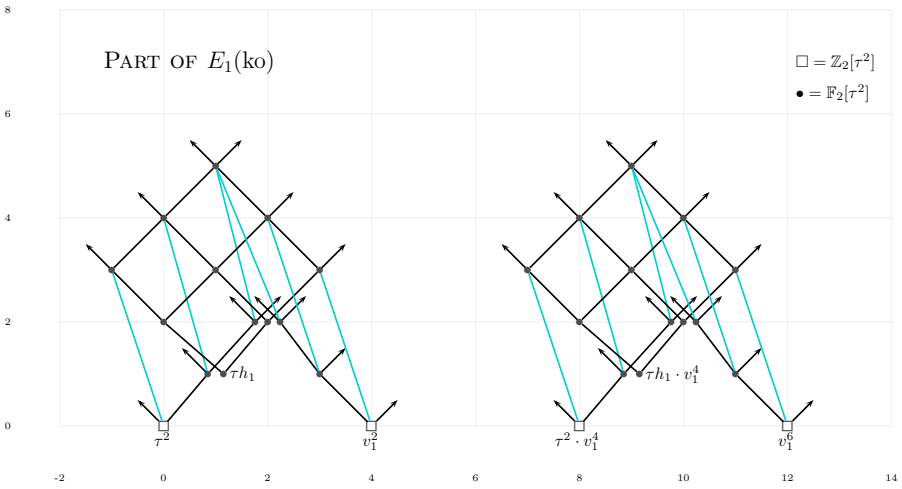 8
PART OF E₁(ko)
□ = ℤ₂[τ²]
• = 𝔽₂[τ²]
6
4
2
τh₁
τh₁ · v₁⁴
0
τ²
v₁²
τ² · v₁⁴
v₁⁶
-2 0 2 4 6 8 10 12 14